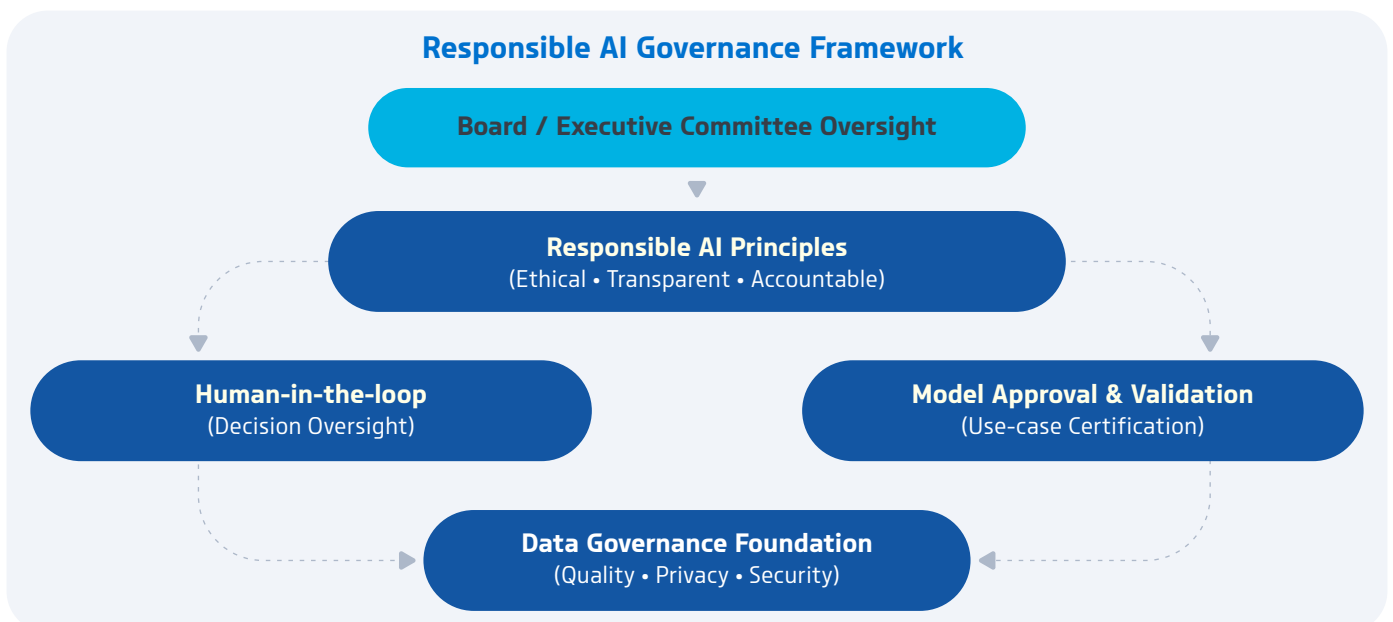 Responsible AI Governance Framework
Board / Executive Committee Oversight
Responsible AI Principles
(Ethical • Transparent • Accountable)
Human-in-the-loop
(Decision Oversight)
Model Approval & Validation
(Use-case Certification)
Data Governance Foundation
(Quality • Privacy • Security)